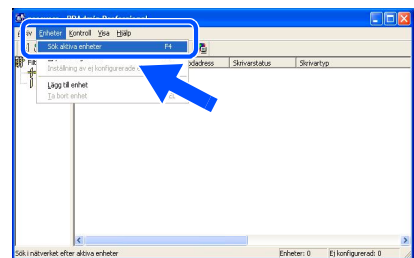 BRAdmin Professional
Enheter Kontroll Visa Hjälp
Sök aktiva enheter F4
Inställning av ej konfigurerade
Lägg till enhet
Ta bort enhet
Skrivarstatus Skrivartyp
Sök i nätverket efter aktiva enheter Enheter: 0 Ej konfigurerad: 0